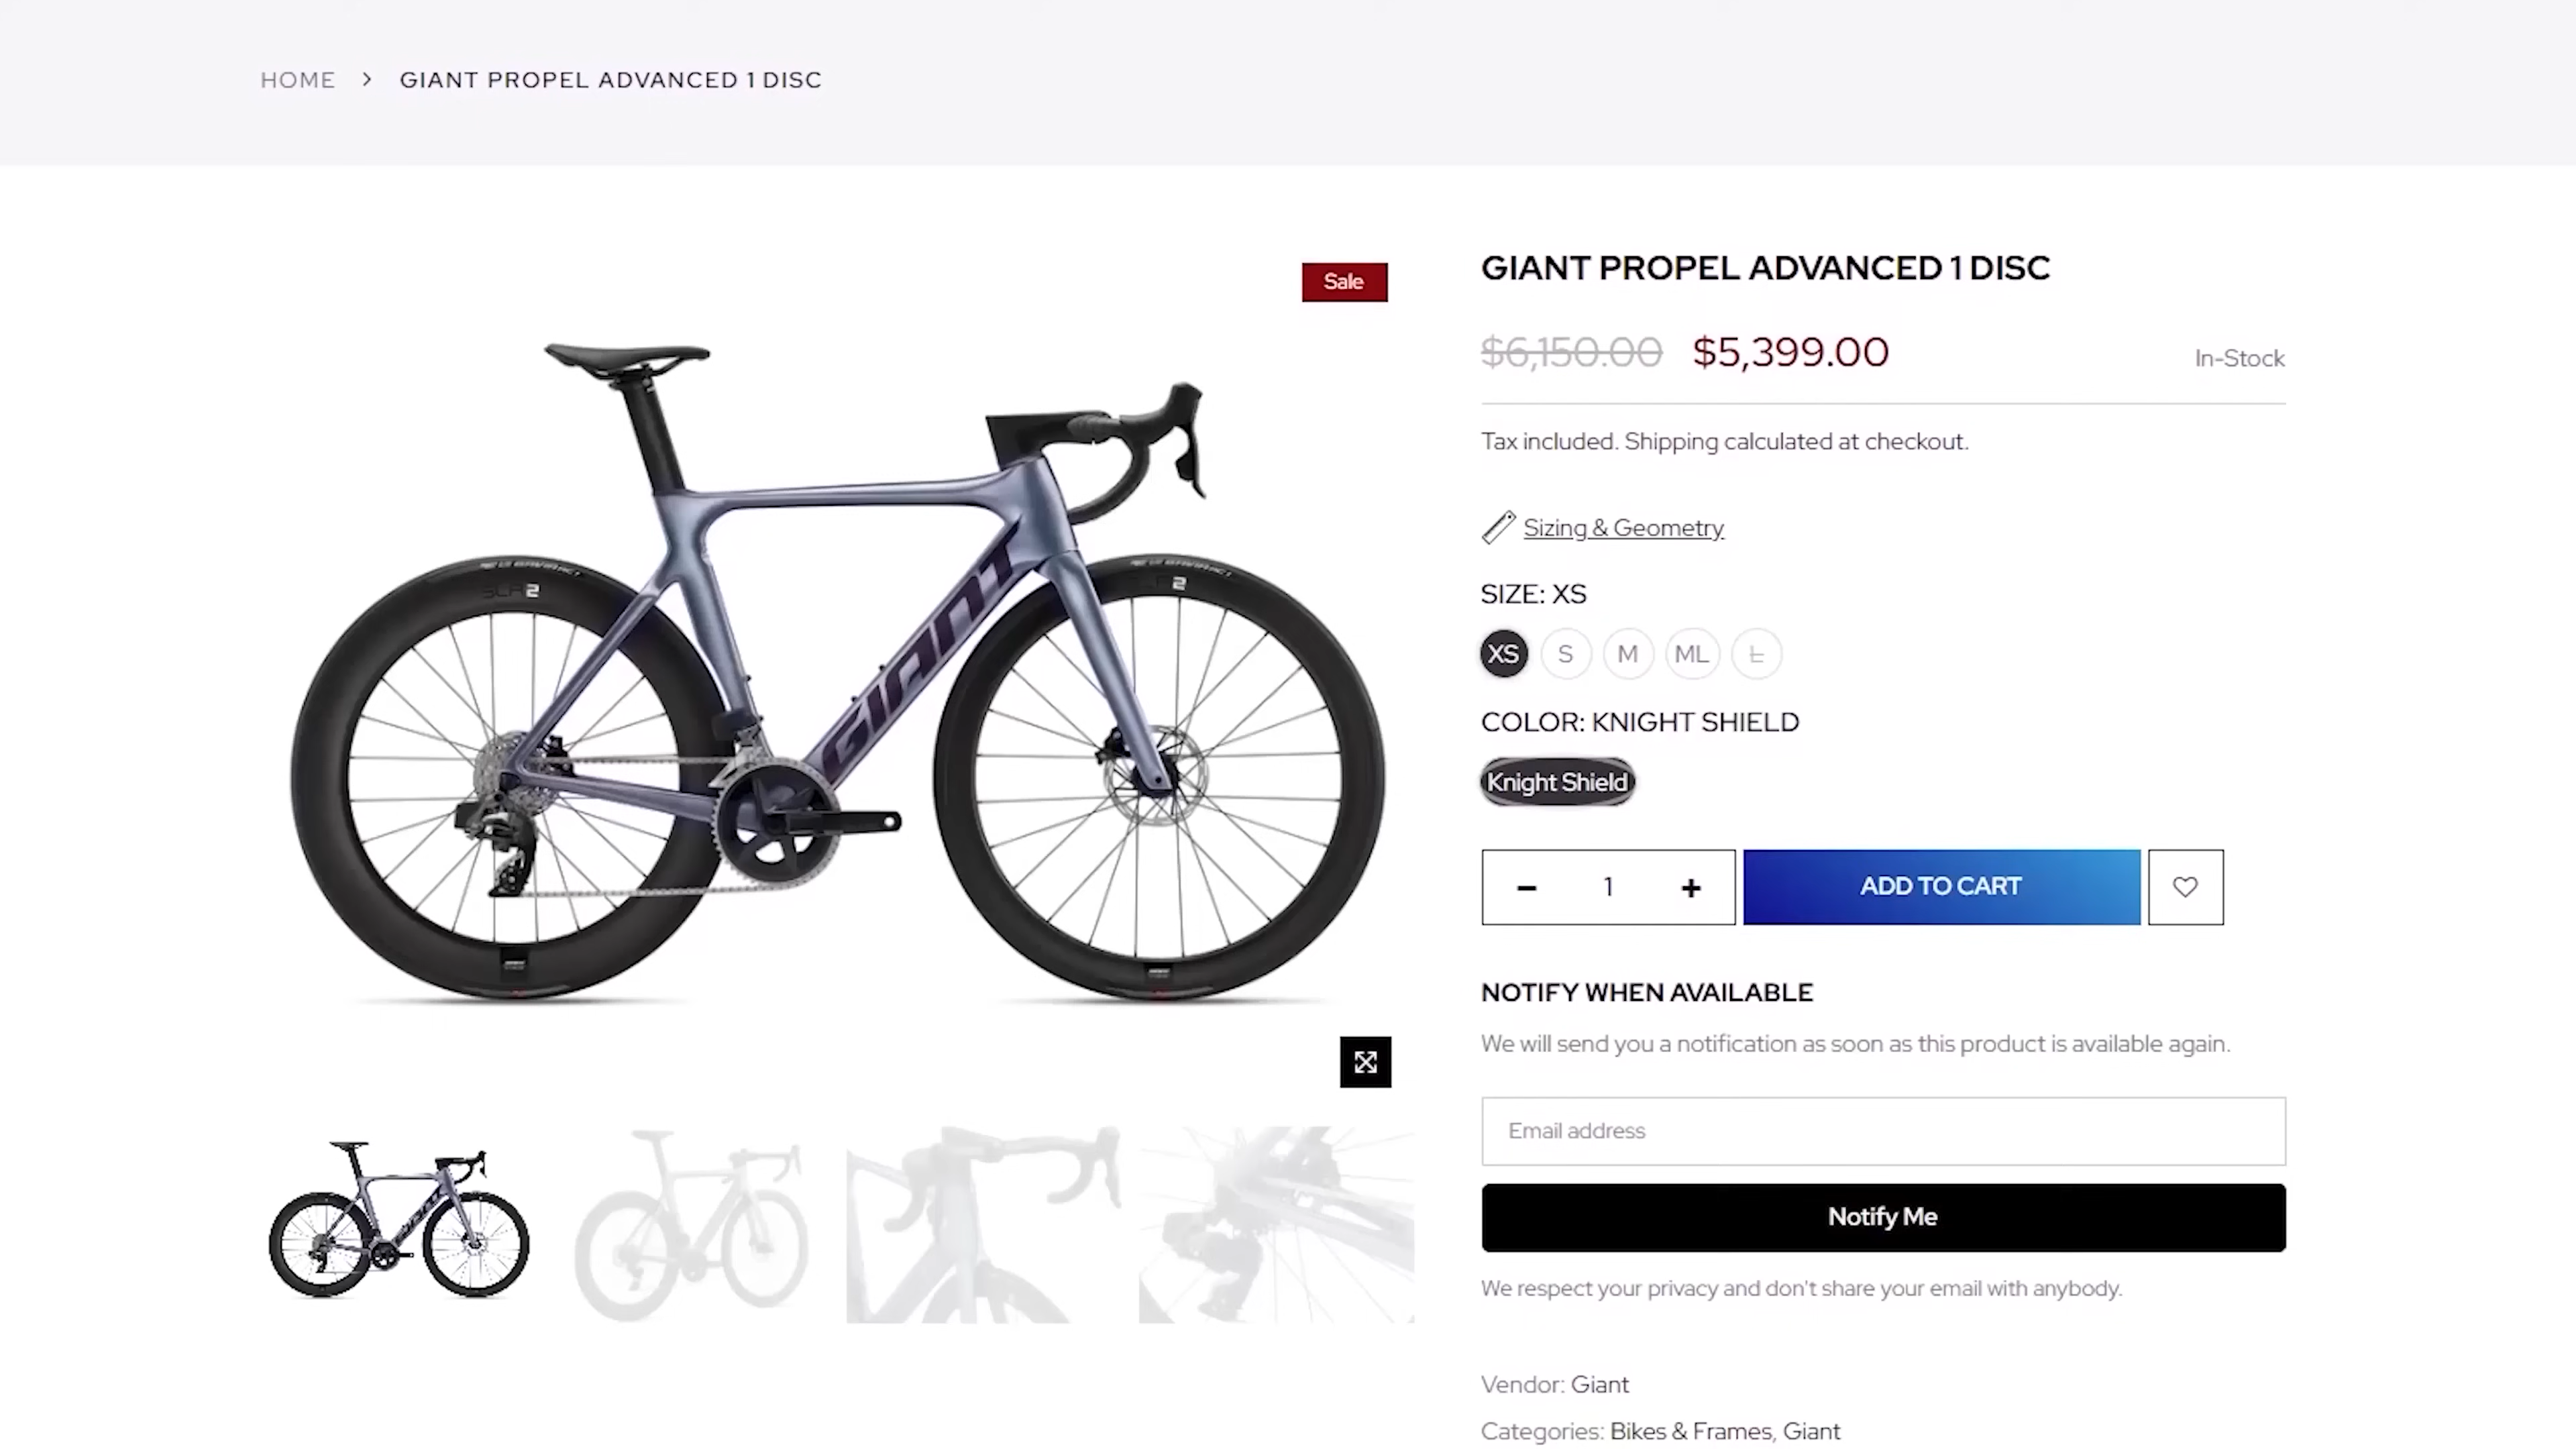 HOME > GIANT PROPEL ADVANCED 1 DISC
Sale
GIANT
GIANT PROPEL ADVANCED 1 DISC
$6,150.00 $5,399.00
In-Stock
Tax included. Shipping calculated at checkout.
Sizing & Geometry
SIZE: XS
XS S M ML L
COLOR: KNIGHT SHIELD
Knight Shield
− 1 +
ADD TO CART
NOTIFY WHEN AVAILABLE
We will send you a notification as soon as this product is available again.
Email address
Notify Me
We respect your privacy and don't share your email with anybody.
Vendor: Giant
Categories: Bikes & Frames, Giant